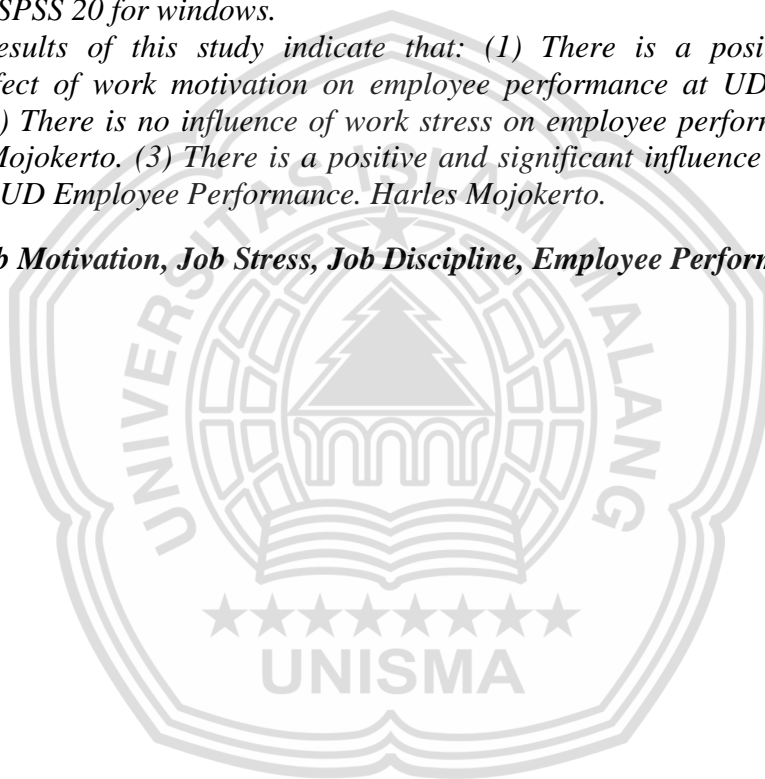 SPSS 20 for windows.
esults of this study indicate that: (1) There is a posi
fect of work motivation on employee performance at UD
) There is no influence of work stress on employee perform
Mojokerto. (3) There is a positive and significant influence
UD Employee Performance. Harles Mojokerto.
b Motivation, Job Stress, Job Discipline, Employee Perform
UNIVERSITAS ISLAM MALANG
UNISMA